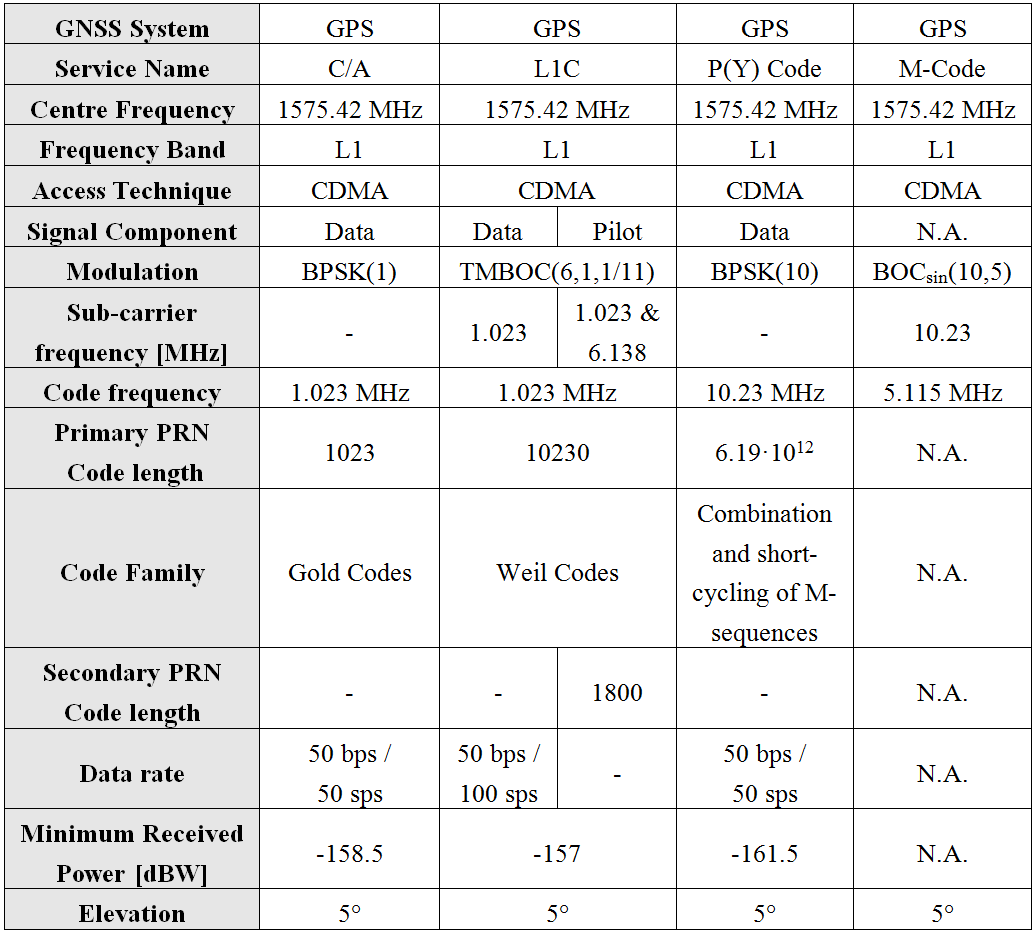 GNSS System GPS GPS GPS GPS
Service Name C/A L1C P(Y) Code M-Code
Centre Frequency 1575.42 MHz 1575.42 MHz 1575.42 MHz 1575.42 MHz
Frequency Band L1 L1 L1 L1
Access Technique CDMA CDMA CDMA CDMA
Signal Component Data Data Pilot Data N.A.
Modulation BPSK(1) TMBOC(6,1,1/11) BPSK(10) BOCsin(10,5)
Sub-carrier
frequency [MHz]
-
1.023
1.023 &
6.138
-
10.23
Code frequency 1.023 MHz 1.023 MHz 10.23 MHz 5.115 MHz
Primary PRN
Code length
1023
10230
6.19·10¹²
N.A.
Code Family
Gold Codes
Weil Codes
Combination
and short-
cycling of M-
sequences
N.A.
Secondary PRN
Code length
-
-
1800
-
N.A.
Data rate
50 bps /
50 sps
50 bps /
100 sps
-
50 bps /
50 sps
N.A.
Minimum Received
Power [dBW]
-158.5
-157
-161.5
N.A.
Elevation 5° 5° 5° 5°